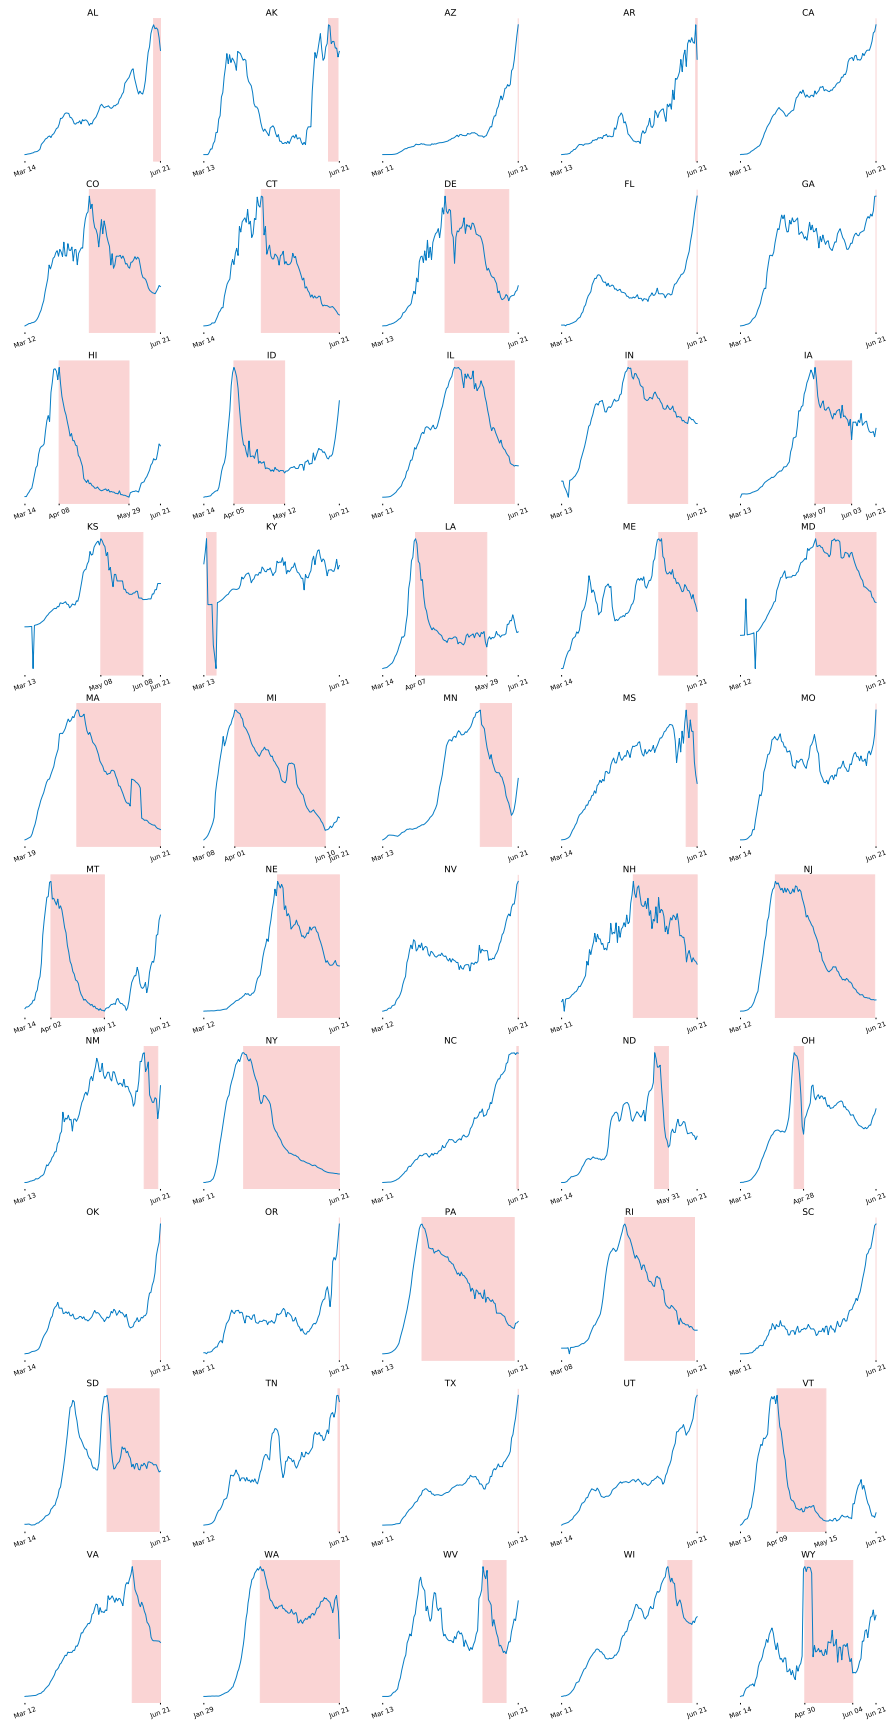 AL AK AZ AR CA
Mar 14 Jun 21 Mar 13 Jun 21 Mar 11 Jun 21 Mar 13 Jun 21 Mar 11 Jun 21
CO CT DE FL GA
Mar 12 Jun 21 Mar 14 Jun 21 Mar 13 Jun 21 Mar 11 Jun 21 Mar 11 Jun 21
HI ID IL IN IA
Mar 14 Apr 08 May 29 Jun 21 Mar 14 Apr 05 May 12 Jun 21 Mar 11 Jun 21 Mar 13 Jun 21 Mar 13 May 07 Jun 03 Jun 21
KS KY LA ME MD
Mar 13 May 08 Jun 08 Jun 21 Mar 13 Jun 21 Mar 14 Apr 07 May 29 Jun 21 Mar 14 Jun 21 Mar 12 Jun 21
MA MI MN MS MO
Mar 19 Jun 21 Mar 08 Apr 01 Jun 10 Jun 21 Mar 13 Jun 21 Mar 14 Jun 21 Mar 14 Jun 21
MT NE NV NH NJ
Mar 14 Apr 02 May 11 Jun 21 Mar 12 Jun 21 Mar 12 Jun 21 Mar 11 Jun 21 Mar 12 Jun 21
NM NY NC ND OH
Mar 13 Jun 21 Mar 11 Jun 21 Mar 11 Jun 21 Mar 14 May 31 Jun 21 Mar 12 Apr 28 Jun 21
OK OR PA RI SC
Mar 14 Jun 21 Mar 11 Jun 21 Mar 13 Jun 21 Mar 08 Jun 21 Mar 11 Jun 21
SD TN TX UT VT
Mar 14 Jun 21 Mar 12 Jun 21 Mar 11 Jun 21 Mar 14 Jun 21 Mar 13 Apr 09 May 15 Jun 21
VA WA WV WI WY
Mar 12 Jun 21 Jan 29 Jun 21 Mar 13 Jun 21 Mar 11 Jun 21 Mar 14 Apr 30 Jun 04 Jun 21